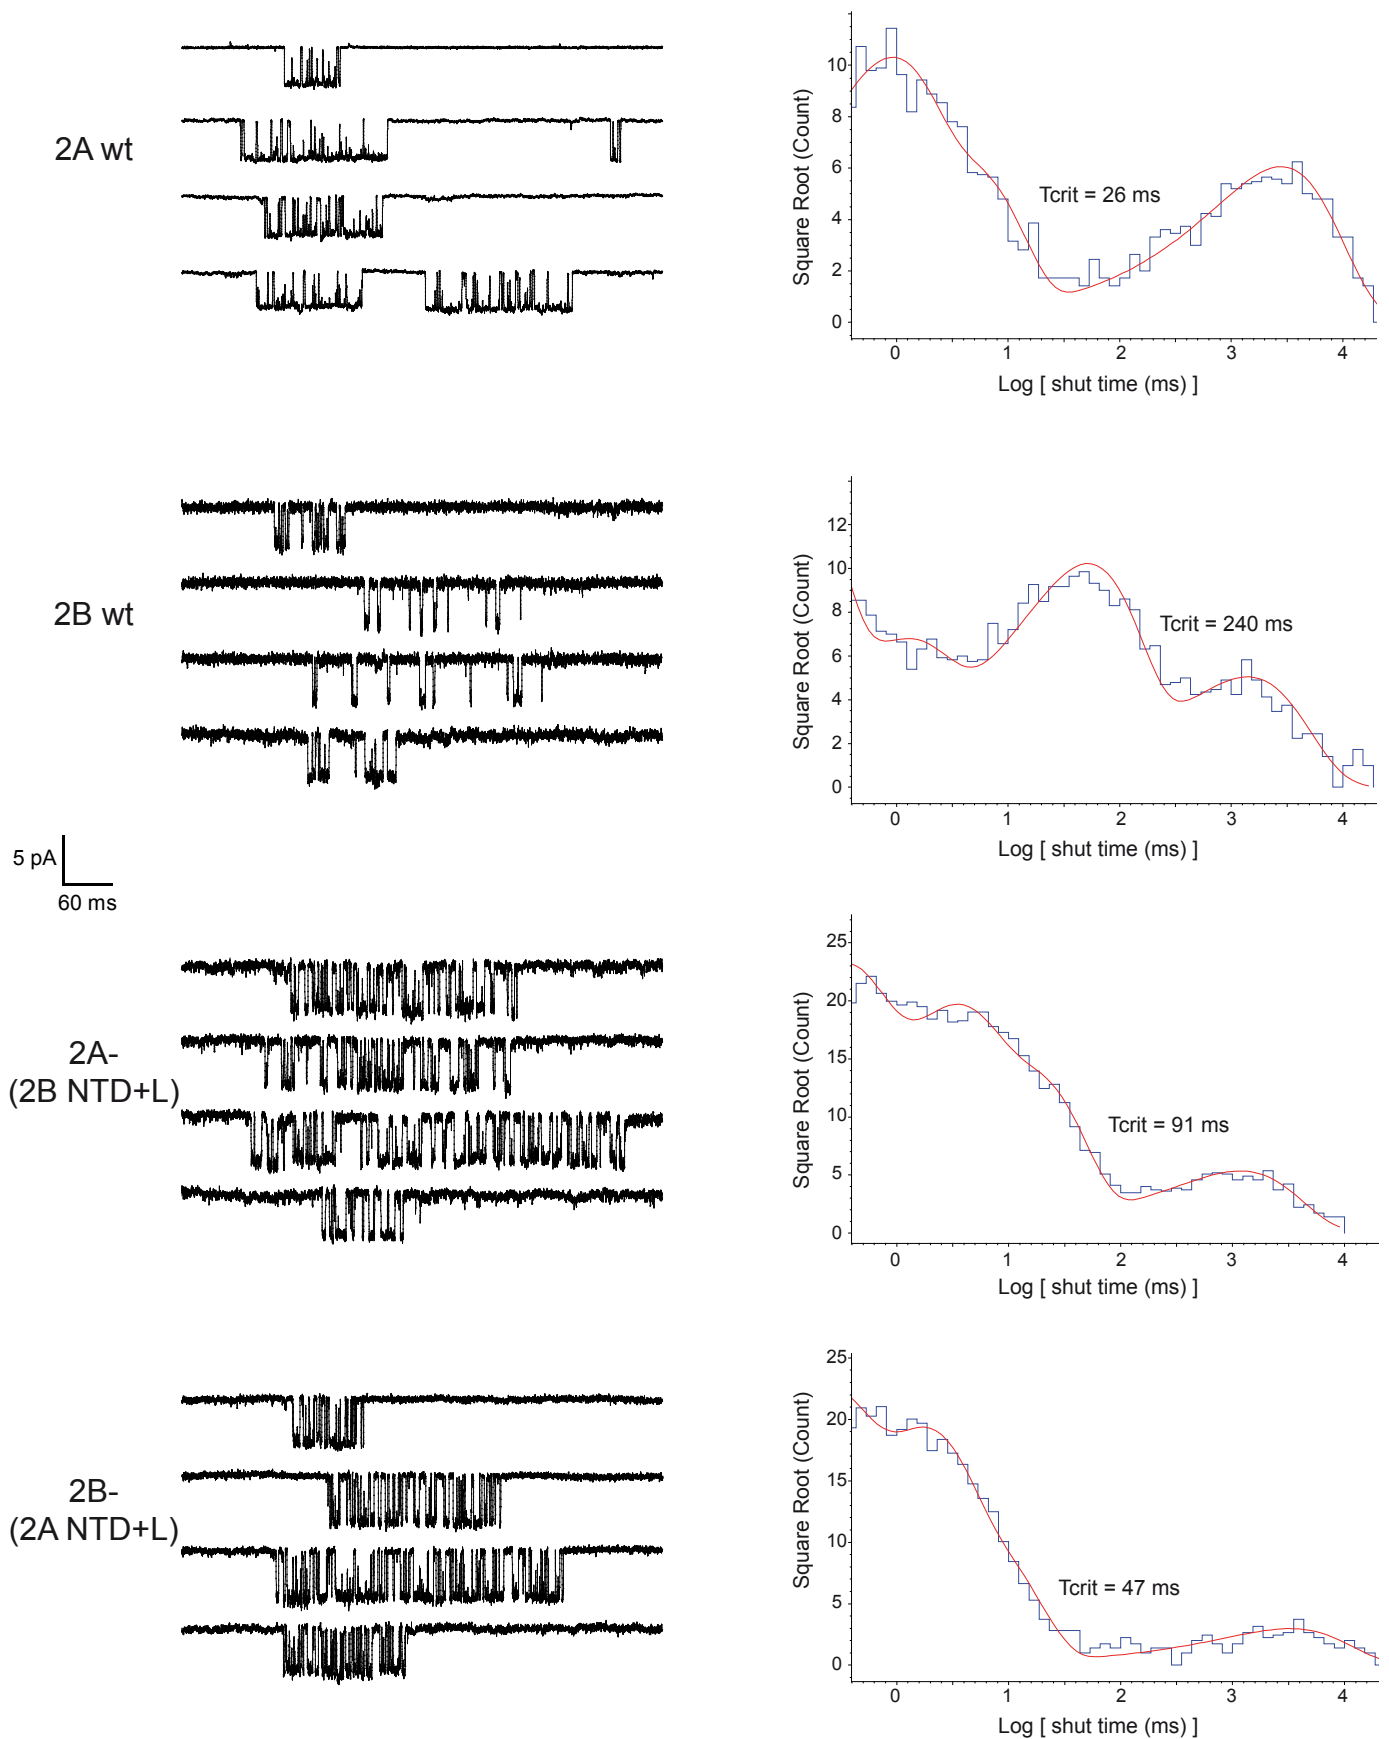 2A wt
Square Root (Count)
10
8
6
4
2
0
Tcrit = 26 ms
0 1 2 3 4
Log [ shut time (ms) ]
2B wt
Square Root (Count)
12
10
8
6
4
2
0
Tcrit = 240 ms
0 1 2 3 4
Log [ shut time (ms) ]
5 pA
60 ms
2A-
(2B NTD+L)
Square Root (Count)
25
20
15
10
5
0
Tcrit = 91 ms
0 1 2 3 4
Log [ shut time (ms) ]
2B-
(2A NTD+L)
Square Root (Count)
25
20
15
10
5
0
Tcrit = 47 ms
0 1 2 3 4
Log [ shut time (ms) ]